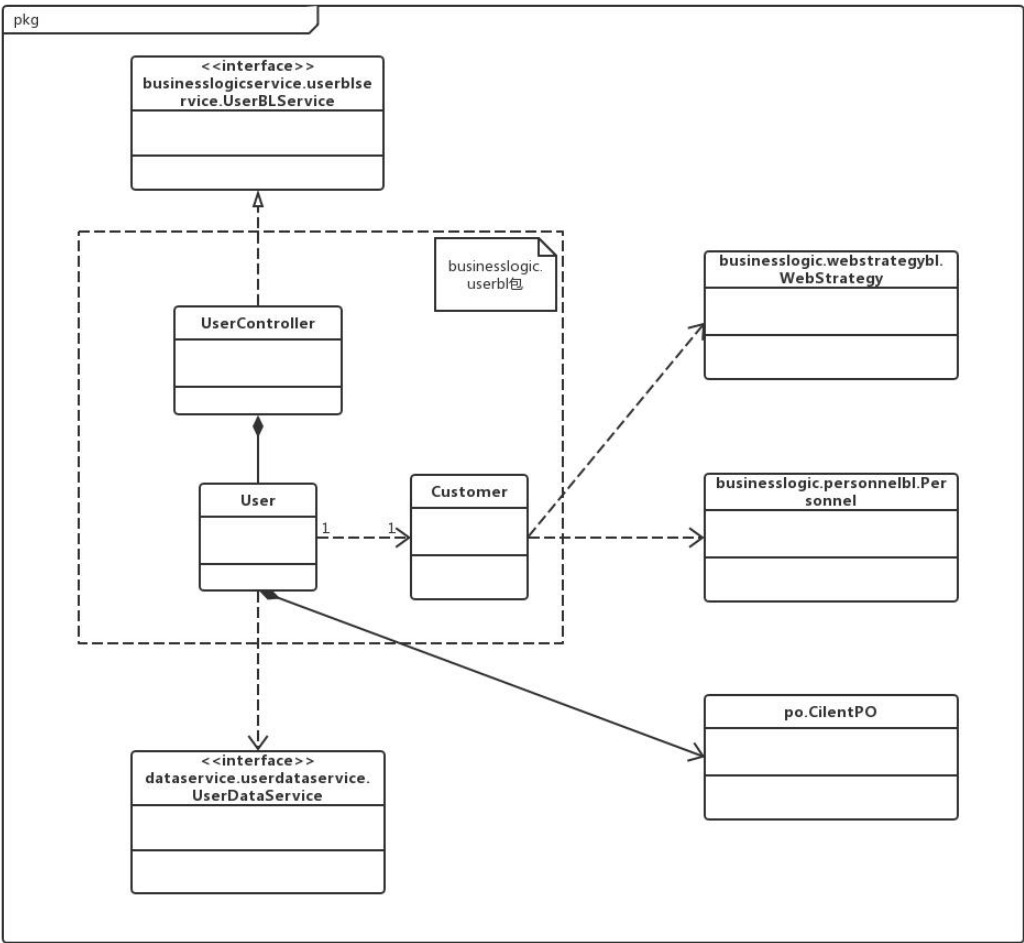 pkg
<<interface>>
businesslogicservice.userblse
rvice.UserBLService
businesslogic.
userbl包
businesslogic.webstrategybl.
WebStrategy
UserController
businesslogic.personnelbl.Per
sonnel
User
Customer
1
1
po.CilentPO
<<interface>>
dataservice.userdataservice.
UserDataService